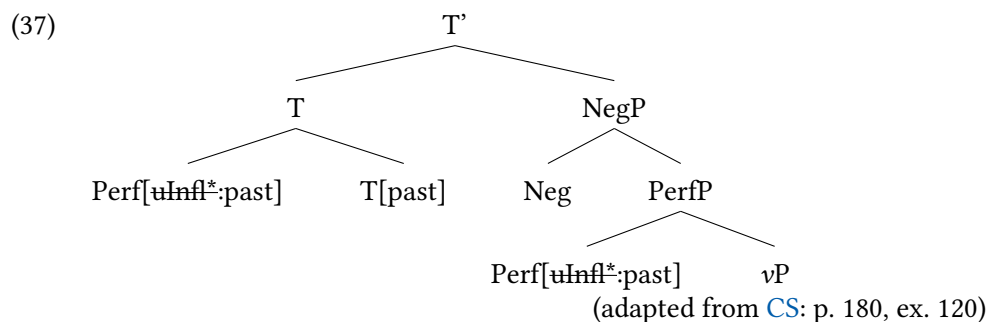 (37) T'
T NegP
Perf[uInfl*:past] T[past] Neg PerfP
Perf[uInfl*:past] vP
(adapted from CS: p. 180, ex. 120)